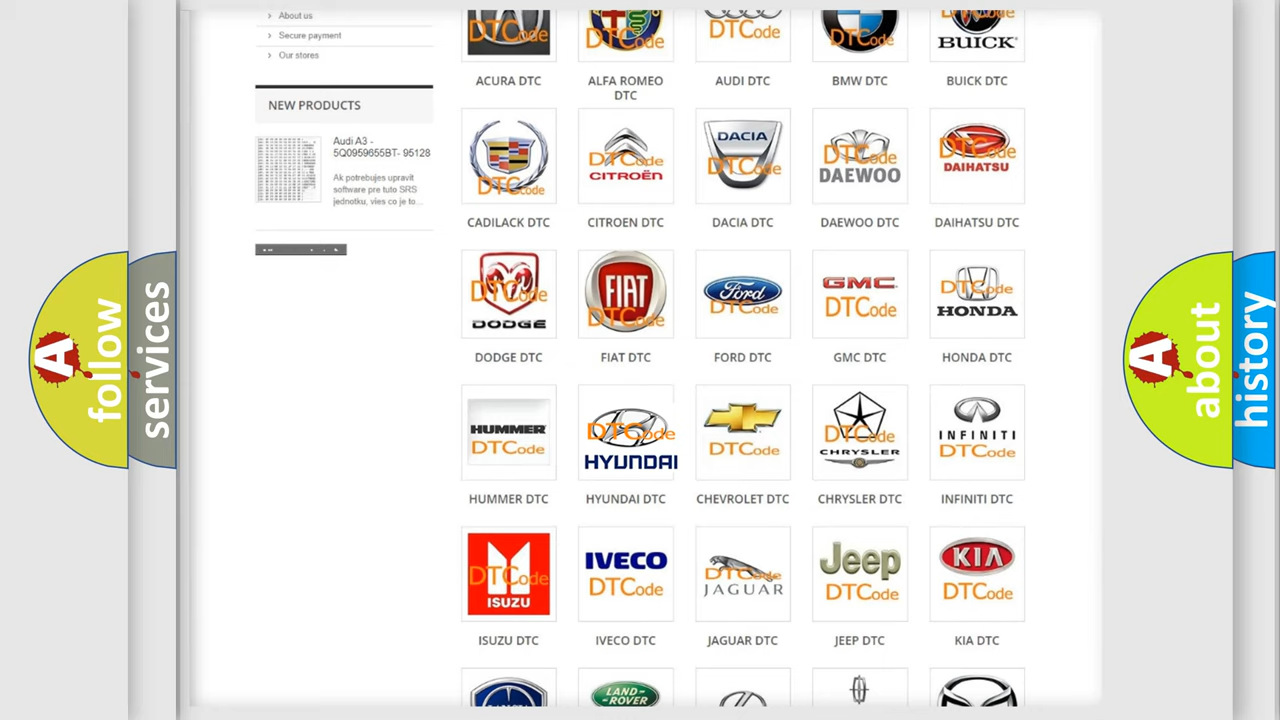 About us
Secure payment
Our stores
NEW PRODUCTS
Audi A3 -
5Q0959655BT- 95128
Ak potrebujes upravit
software pre tuto SRS
jednotku, vies co je to...
DTCode
DTCode
DTCode
DTCode
BUICK
ACURA DTC
ALFA ROMEO
DTC
AUDI DTC
BMW DTC
BUICK DTC
DTCode
DTCode
CITROËN
DACIA
DTCode
DTCode
DAEWOO
DTCode
DAIHATSU
CADILACK DTC
CITROEN DTC
DACIA DTC
DAEWOO DTC
DAIHATSU DTC
DTCode
DODGE
FIAT
DTCode
Ford
DTCode
GMC
DTCode
DTCode
HONDA
DODGE DTC
FIAT DTC
FORD DTC
GMC DTC
HONDA DTC
HUMMER
DTCode
DTCode
HYUNDAI
DTCode
DTCode
CHRYSLER
INFINITI
DTCode
HUMMER DTC
HYUNDAI DTC
CHEVROLET DTC
CHRYSLER DTC
INFINITI DTC
DTCode
ISUZU
IVECO
DTCode
DTCode
JAGUAR
Jeep
DTCode
KIA
DTCode
ISUZU DTC
IVECO DTC
JAGUAR DTC
JEEP DTC
KIA DTC
LAND-
ROVER
A
follow
services
A
about
history